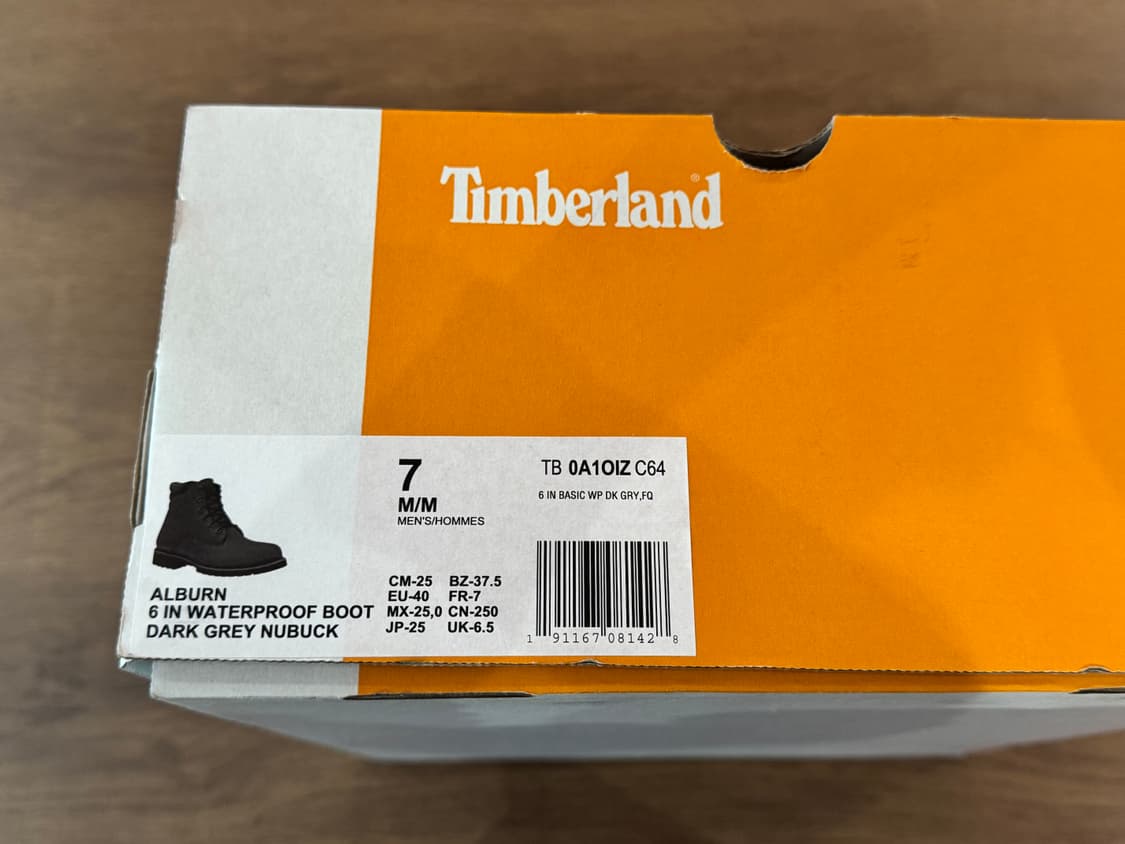 Timberland®
7
M/M
MEN'S/HOMMES
TB 0A1OIZ C64
6 IN BASIC WP DK GRY,FQ
ALBURN
6 IN WATERPROOF BOOT
DARK GREY NUBUCK
CM-25 BZ-37.5
EU-40 FR-7
MX-25,0 CN-250
JP-25 UK-6.5
1 91167 08142 8